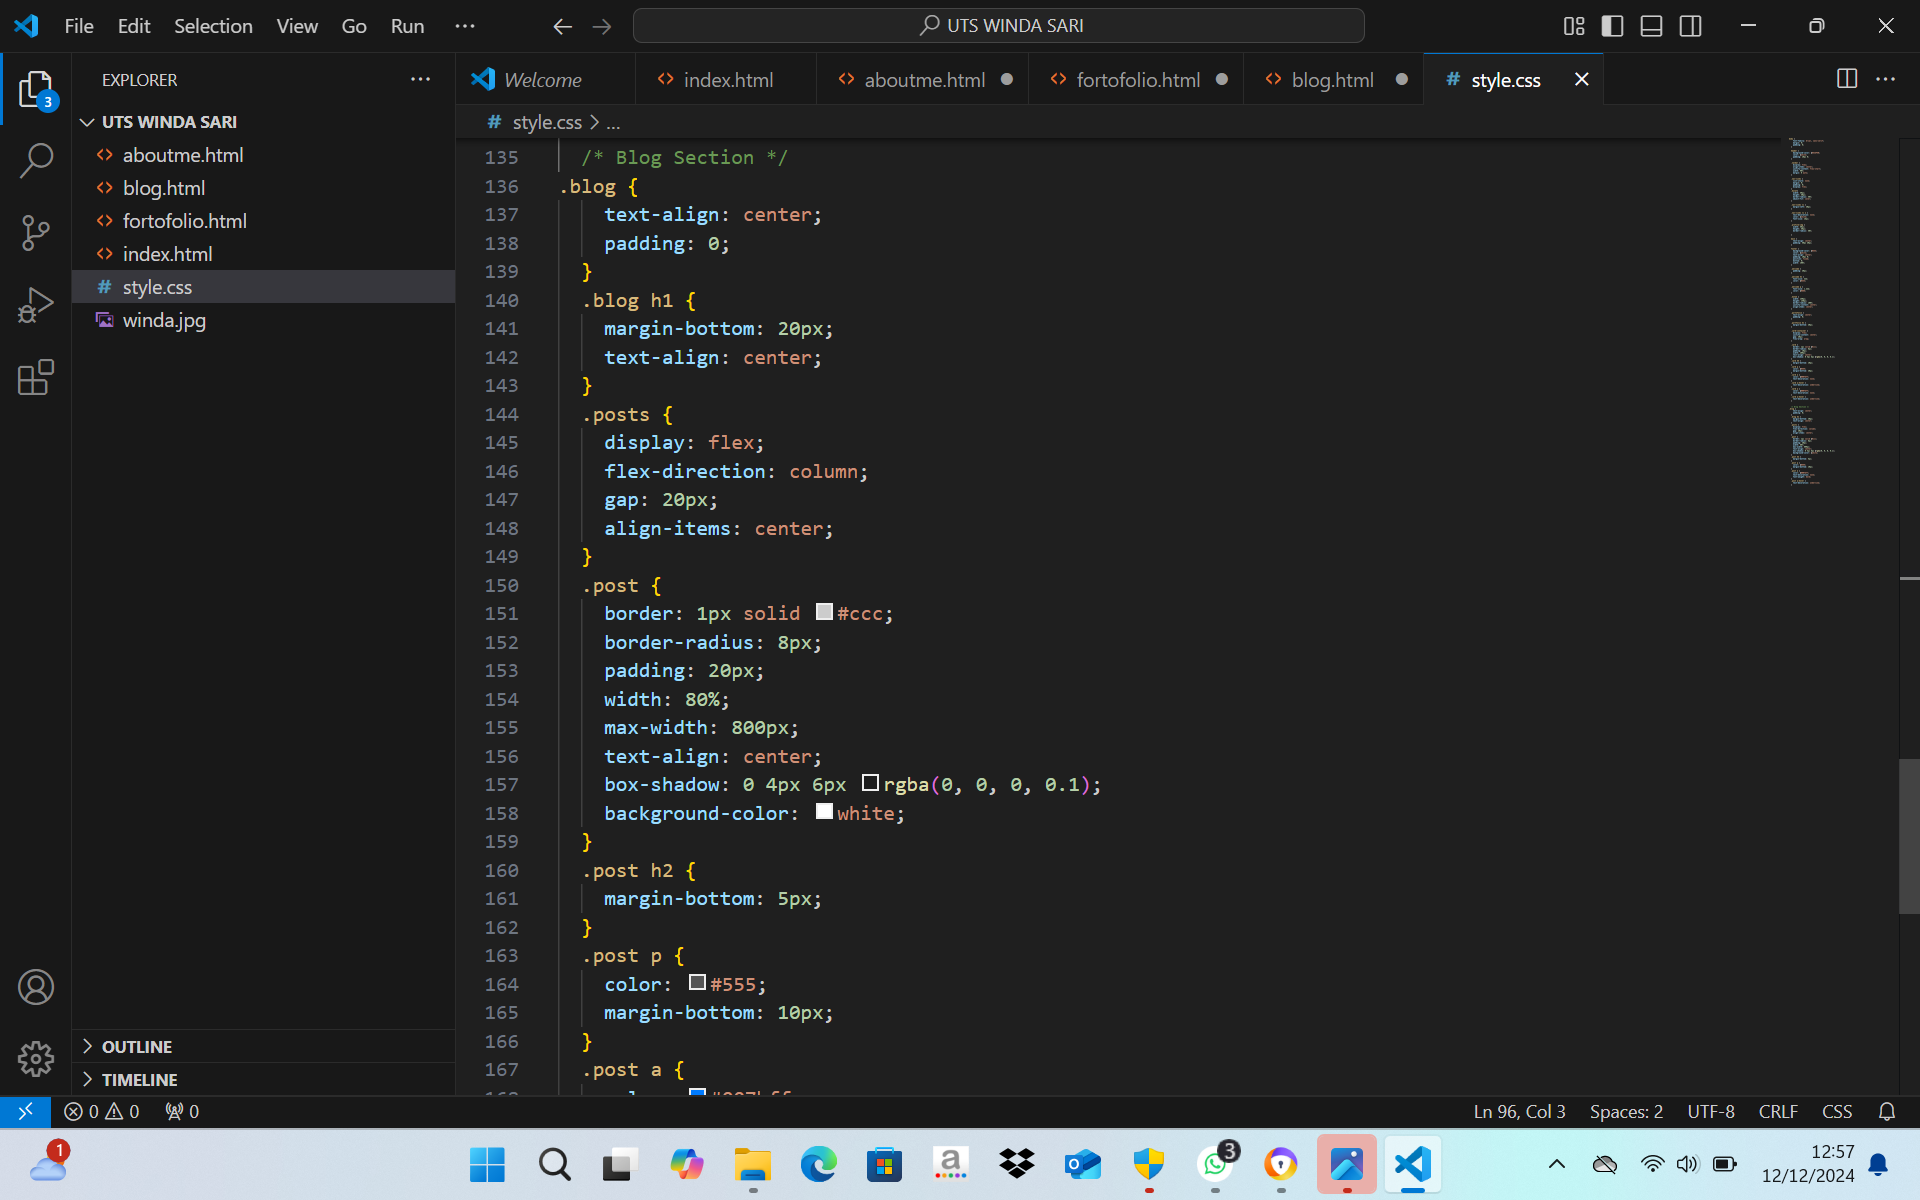 File Edit Selection View Go Run ··· UTS WINDA SARI
EXPLORER ···
3
UTS WINDA SARI
aboutme.html
blog.html
fortofolio.html
index.html
style.css
winda.jpg
OUTLINE
TIMELINE
Welcome index.html aboutme.html fortofolio.html blog.html style.css
# style.css > ...
135 /* Blog Section */
136 .blog {
137 text-align: center;
138 padding: 0;
139 }
140 .blog h1 {
141 margin-bottom: 20px;
142 text-align: center;
143 }
144 .posts {
145 display: flex;
146 flex-direction: column;
147 gap: 20px;
148 align-items: center;
149 }
150 .post {
151 border: 1px solid #ccc;
152 border-radius: 8px;
153 padding: 20px;
154 width: 80%;
155 max-width: 800px;
156 text-align: center;
157 box-shadow: 0 4px 6px rgba(0, 0, 0, 0.1);
158 background-color: white;
159 }
160 .post h2 {
161 margin-bottom: 5px;
162 }
163 .post p {
164 color: #555;
165 margin-bottom: 10px;
166 }
167 .post a {
0 0 0 Ln 96, Col 3 Spaces: 2 UTF-8 CRLF CSS
1
a
3
12:57
12/12/2024